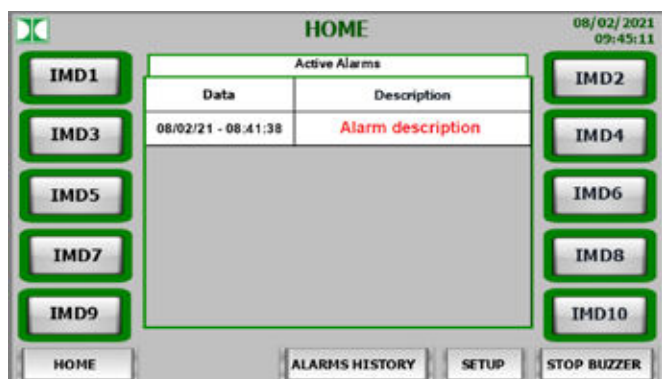 HOME
08/02/2021
09:45:11
IMD1
Active Alarms
IMD2
Data Description
08/02/21 - 08:41:38 Alarm description
IMD3
IMD4
IMD5
IMD6
IMD7
IMD8
IMD9
IMD10
HOME ALARMS HISTORY SETUP STOP BUZZER